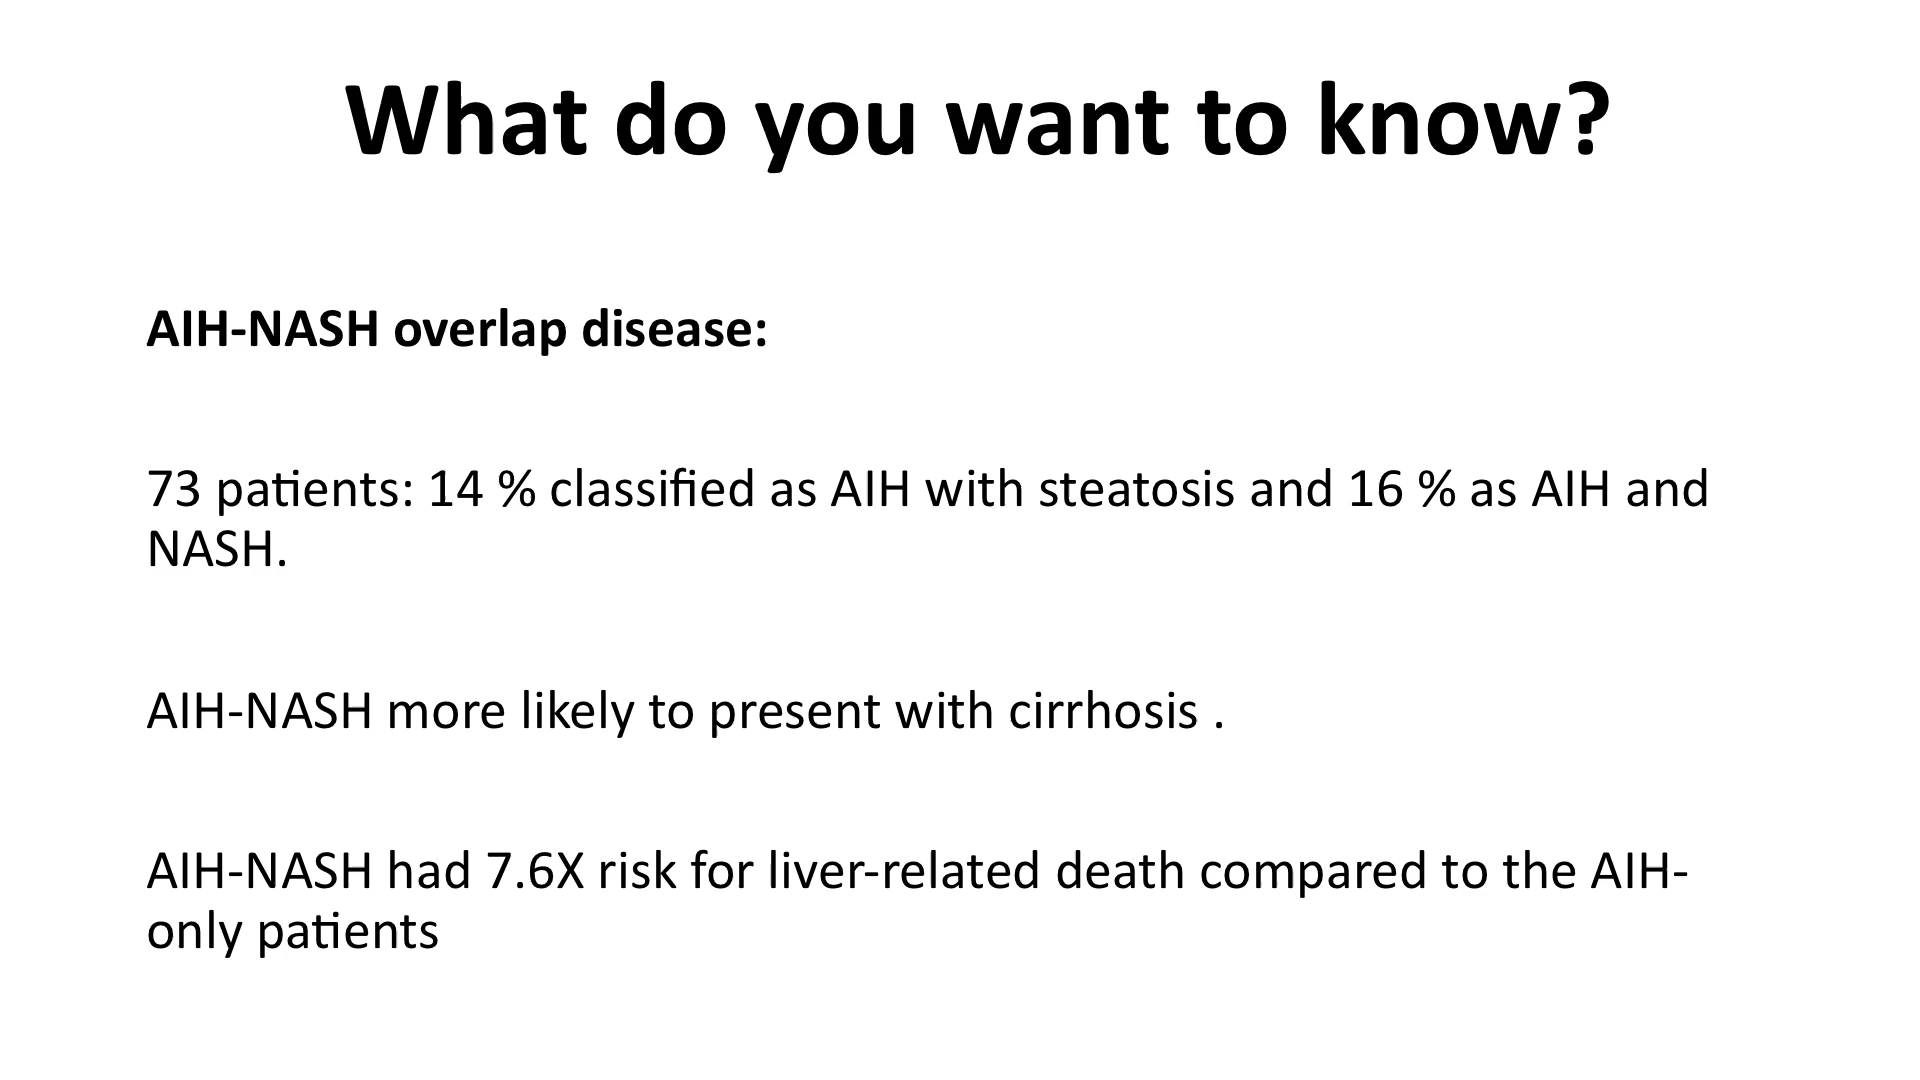 What do you want to know?
AIH-NASH overlap disease:
73 patients: 14 % classified as AIH with steatosis and 16 % as AIH and
NASH.
AIH-NASH more likely to present with cirrhosis .
AIH-NASH had 7.6X risk for liver-related death compared to the AIH-
only patients